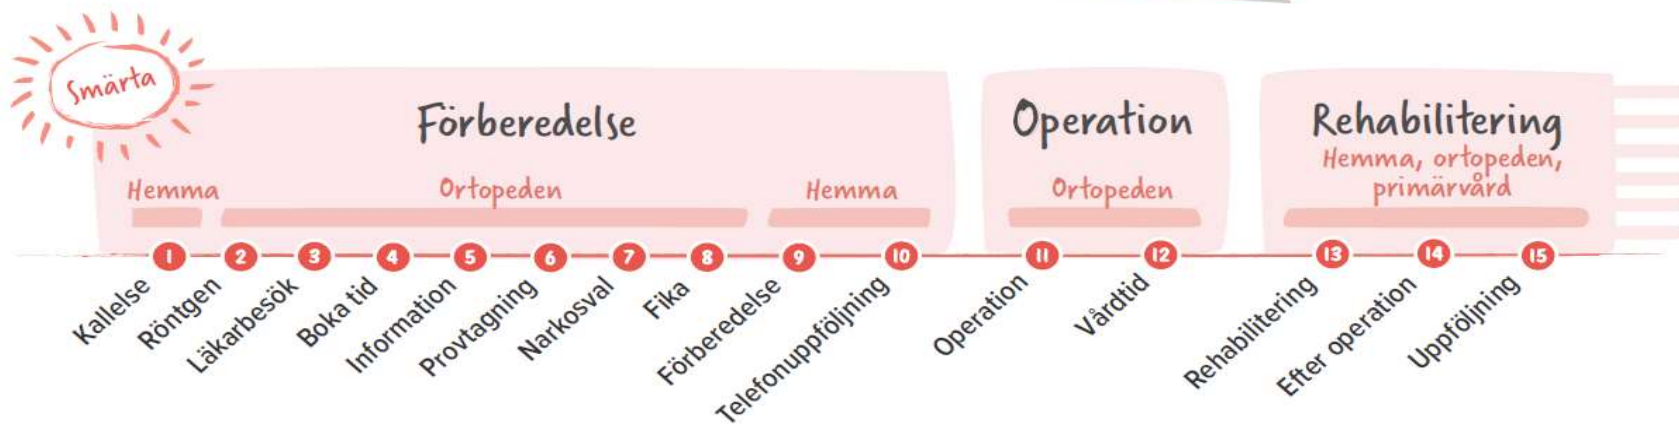 Smärta
Förberedelse
Operation
Rehabilitering
Hemma, ortopeden,
primärvård
Hemma
Ortopeden
Hemma
Ortopeden
1
2
3
4
5
6
7
8
9
10
11
12
13
14
15
Kallelse
Röntgen
Läkarbesök
Boka tid
Information
Provtagning
Narkosval
Fika
Förberedelse
Telefonuppföljning
Operation
Vårdtid
Rehabilitering
Efter operation
Uppföljning